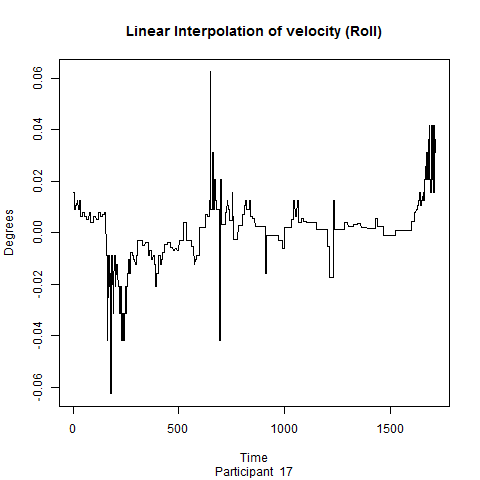 Linear Interpolation of velocity (Roll)
0.06
0.04
0.02
0.00
-0.02
-0.04
-0.06
Degrees
0 500 1000 1500
Time
Participant 17